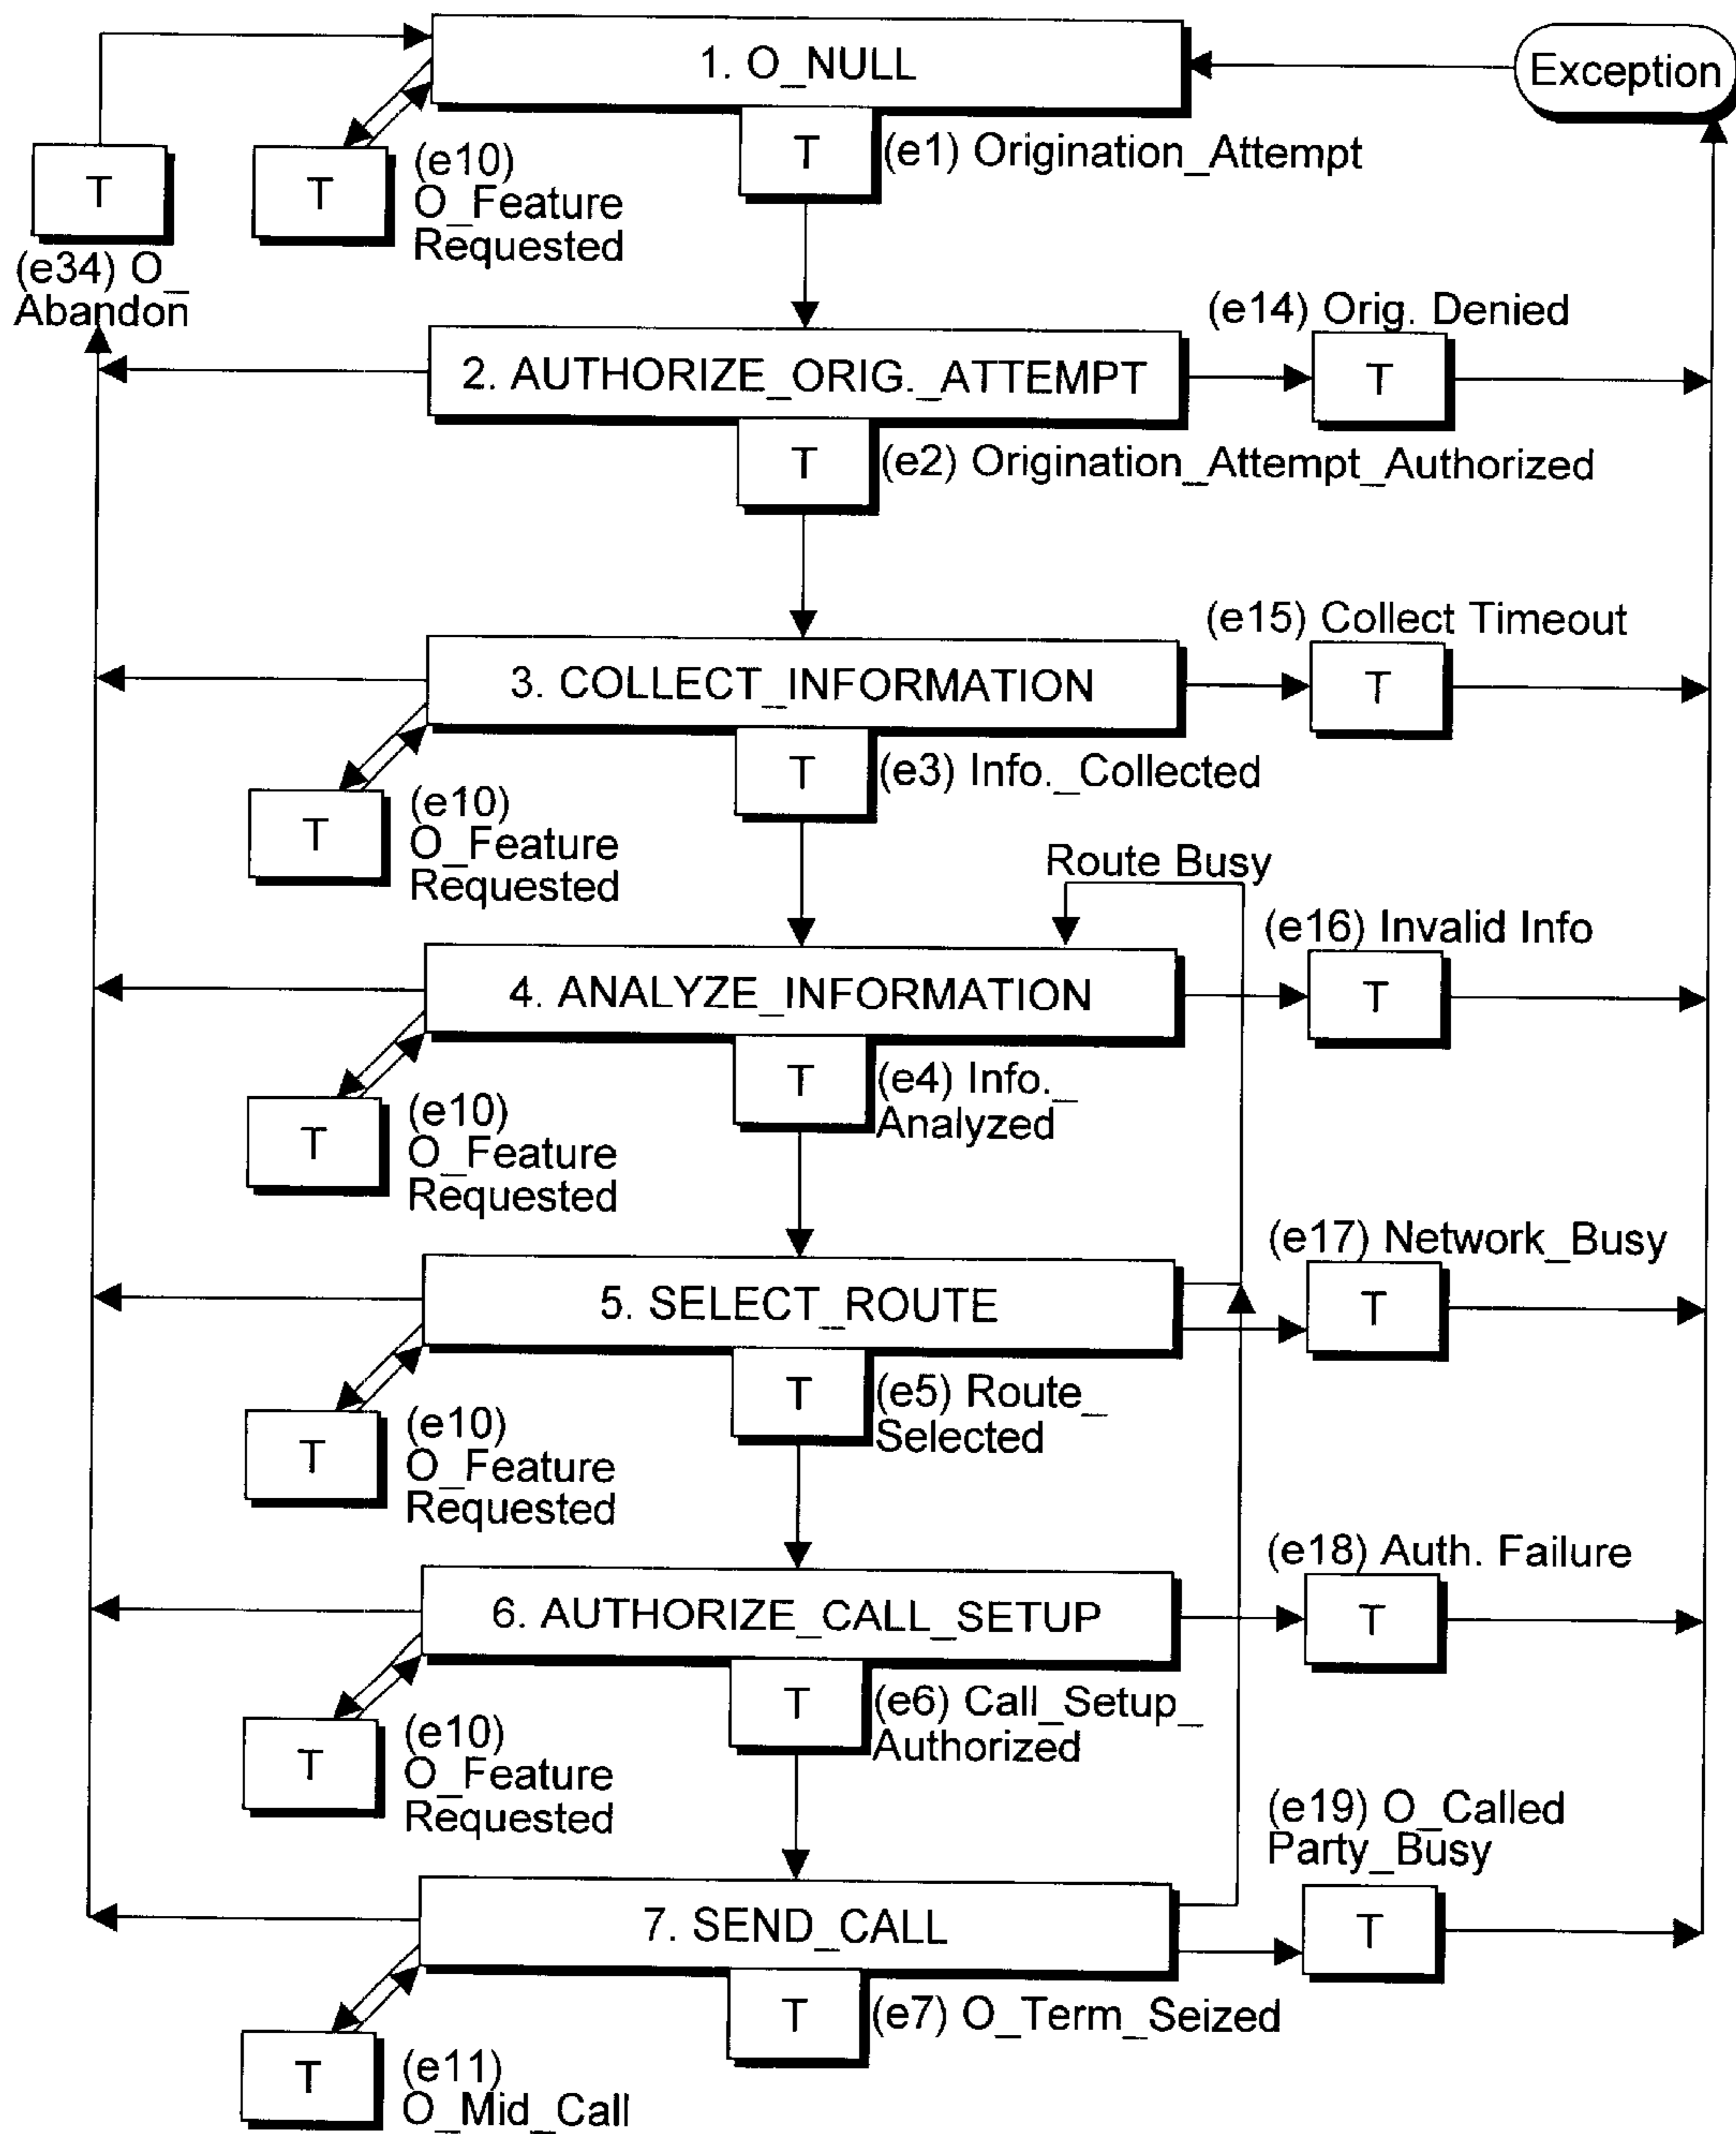 1. O_NULL
Exception
T
(e1) Origination_Attempt
T
T
(e10)
O_Feature
Requested
(e34) O_
Abandon
(e14) Orig. Denied
2. AUTHORIZE_ORIG._ATTEMPT
T
T
(e2) Origination_Attempt_Authorized
(e15) Collect Timeout
3. COLLECT_INFORMATION
T
T
(e3) Info._Collected
T
(e10)
O_Feature
Requested
Route Busy
(e16) Invalid Info
4. ANALYZE_INFORMATION
T
T
(e4) Info._
Analyzed
T
(e10)
O_Feature
Requested
(e17) Network_Busy
5. SELECT_ROUTE
T
T
(e5) Route_
Selected
T
(e10)
O_Feature
Requested
(e18) Auth. Failure
6. AUTHORIZE_CALL_SETUP
T
T
(e6) Call_Setup_
Authorized
T
(e10)
O_Feature
Requested
(e19) O_Called
Party_Busy
7. SEND_CALL
T
T
(e7) O_Term_Seized
T
(e11)
O_Mid_Call